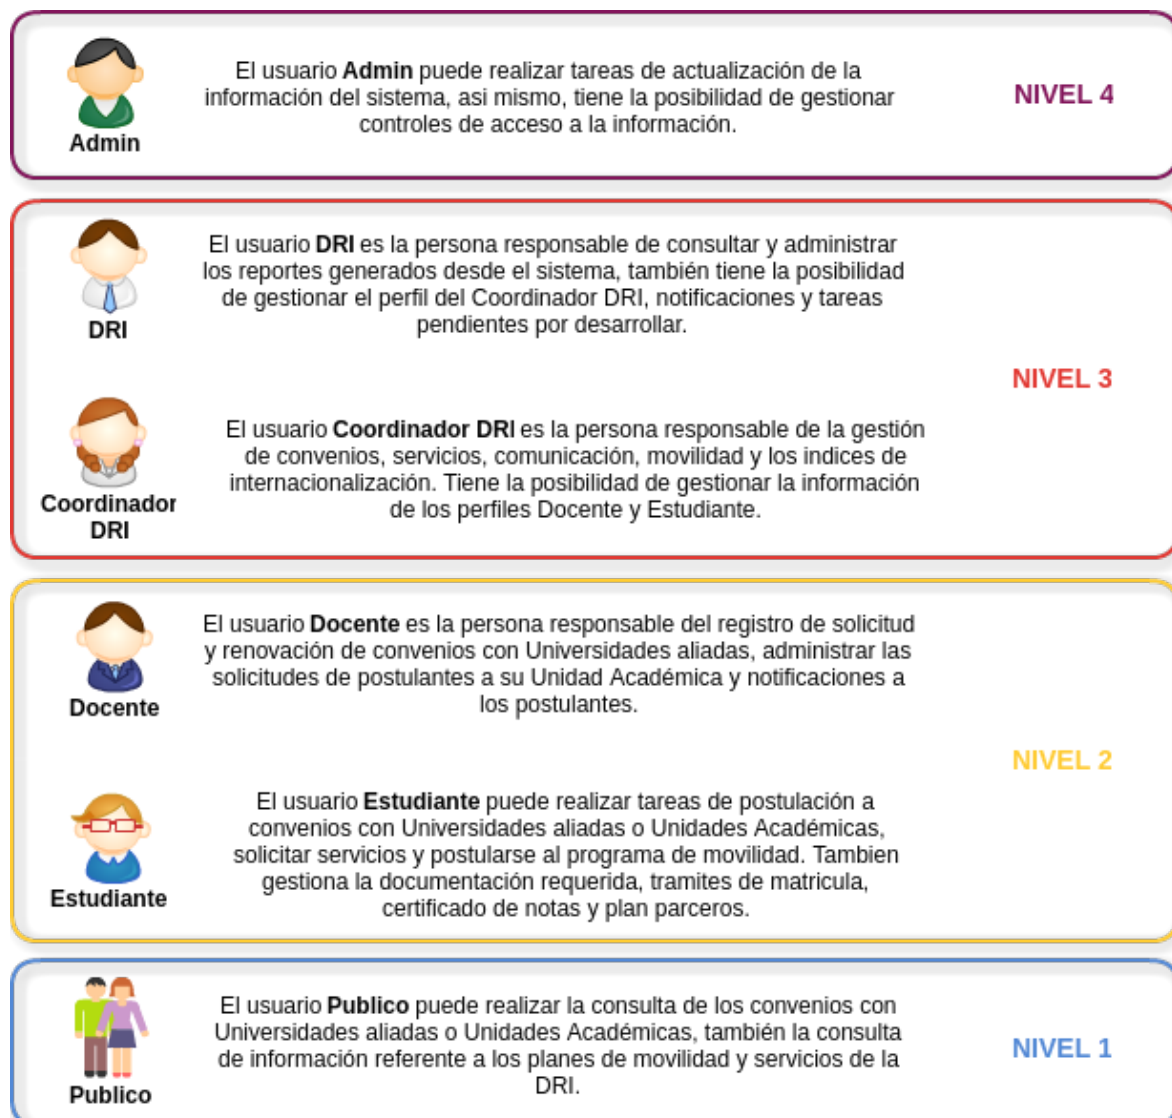 El usuario Admin puede realizar tareas de actualización de la
información del sistema, asi mismo, tiene la posibilidad de gestionar
controles de acceso a la información.
Admin
NIVEL 4
El usuario DRI es la persona responsable de consultar y administrar
los reportes generados desde el sistema, también tiene la posibilidad
de gestionar el perfil del Coordinador DRI, notificaciones y tareas
pendientes por desarrollar.
DRI
NIVEL 3
El usuario Coordinador DRI es la persona responsable de la gestión
de convenios, servicios, comunicación, movilidad y los indices de
internacionalización. Tiene la posibilidad de gestionar la información
de los perfiles Docente y Estudiante.
Coordinador
DRI
El usuario Docente es la persona responsable del registro de solicitud
y renovación de convenios con Universidades aliadas, administrar las
solicitudes de postulantes a su Unidad Académica y notificaciones a
los postulantes.
Docente
NIVEL 2
El usuario Estudiante puede realizar tareas de postulación a
convenios con Universidades aliadas o Unidades Académicas,
solicitar servicios y postularse al programa de movilidad. Tambien
gestiona la documentación requerida, tramites de matricula,
certificado de notas y plan parceros.
Estudiante
El usuario Publico puede realizar la consulta de los convenios con
Universidades aliadas o Unidades Académicas, también la consulta
de información referente a los planes de movilidad y servicios de la
DRI.
Publico
NIVEL 1